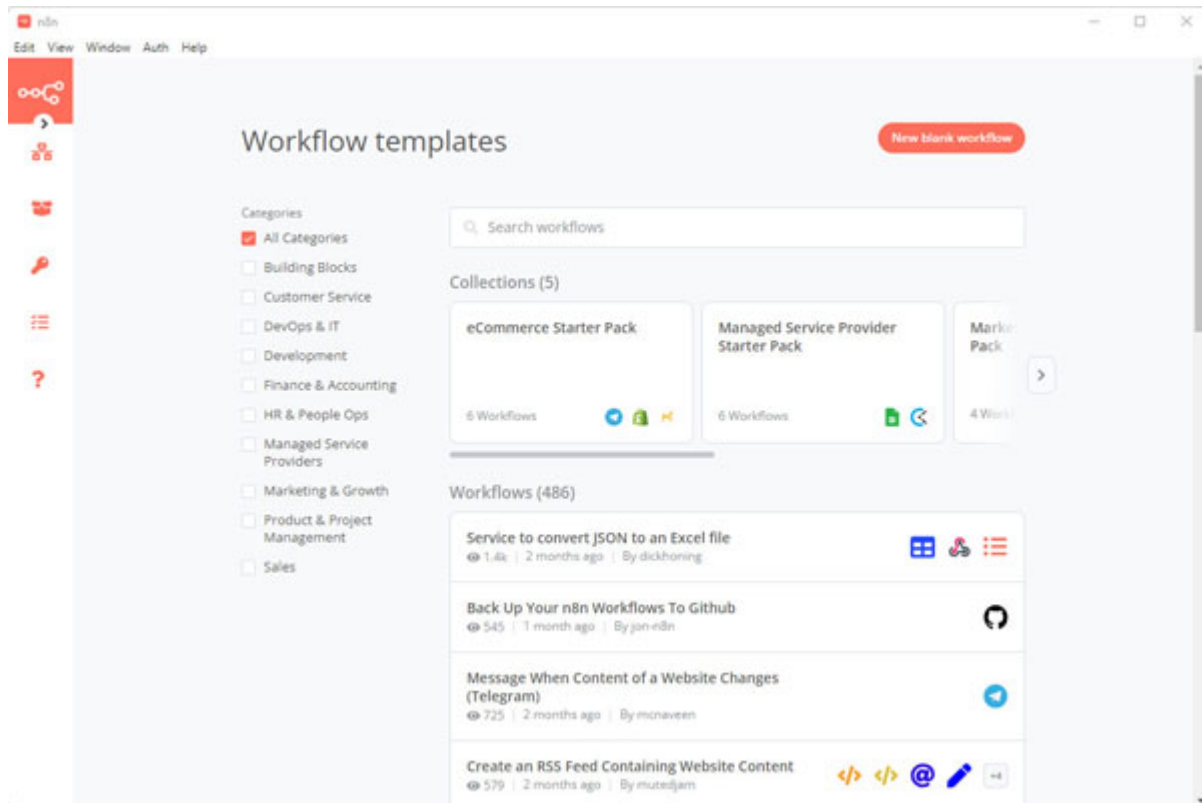 n8n
Edit View Window Auth Help
Workflow templates
New blank workflow
Categories
All Categories
Building Blocks
Customer Service
DevOps & IT
Development
Finance & Accounting
HR & People Ops
Managed Service
Providers
Marketing & Growth
Product & Project
Management
Sales
Search workflows
Collections (5)
eCommerce Starter Pack
6 Workflows
Managed Service Provider
Starter Pack
6 Workflows
Pack
4
Workflows (486)
Service to convert JSON to an Excel file
1.4k | 2 months ago | By dickhoning
Back Up Your n8n Workflows To Github
545 | 1 month ago | By jon-n8n
Message When Content of a Website Changes
(Telegram)
725 | 2 months ago | By mcnaveen
Create an RSS Feed Containing Website Content
579 | 2 months ago | By mutedjam
+4